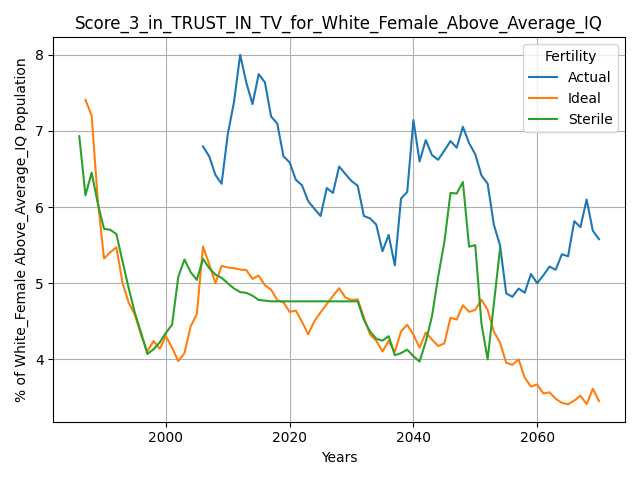 Score_3_in_TRUST_IN_TV_for_White_Female_Above_Average_IQ
% of White_Female Above_Average_IQ Population
8
7
6
5
4
Fertility
Actual
Ideal
Sterile
2000
2020
2040
2060
Years